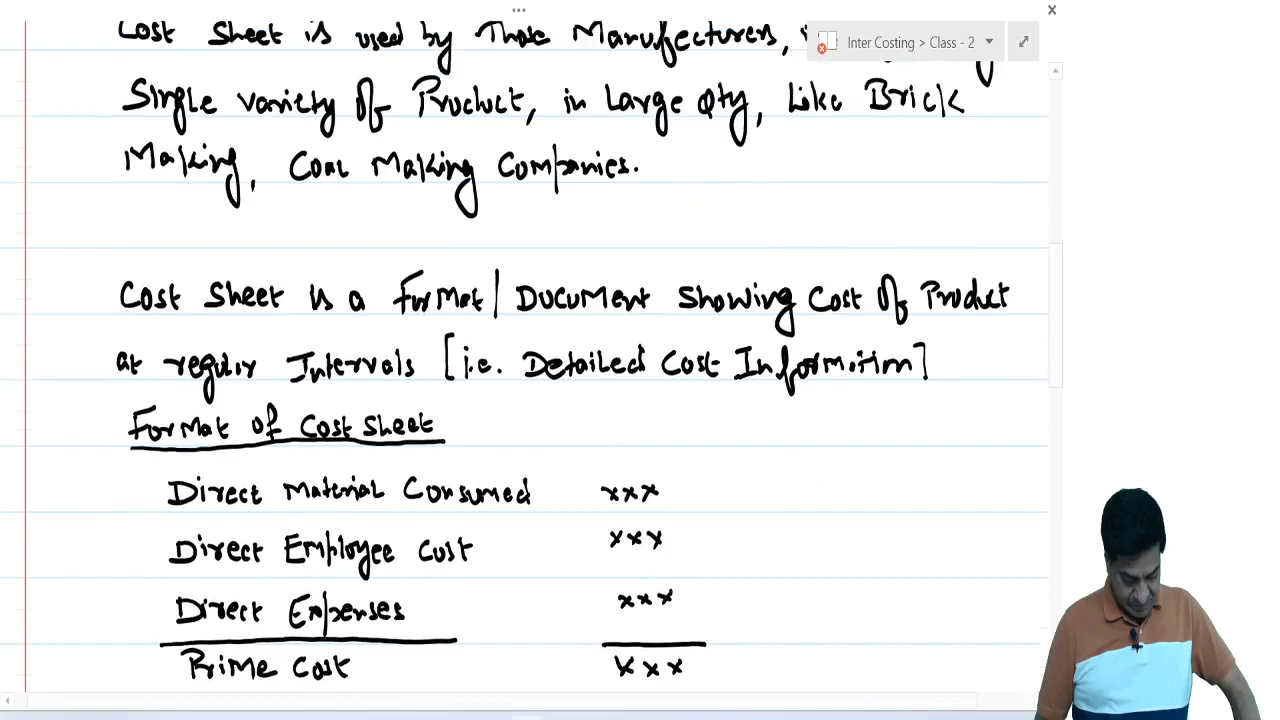 Cost Sheet is used by those Manufecturers,
Inter Costing > Class - 2
Single variety of Product, in Large Qty, Like Brick
Making, Coal Making Companies.
Cost Sheet is a Format/ Document Showing Cost of Product
at regular Intervals [i.e. Detailed Cost Information]
Format of Cost Sheet
Direct Material Consumed xxx
Direct Employee Cost xxx
Direct Expenses xxx
Prime Cost xxx